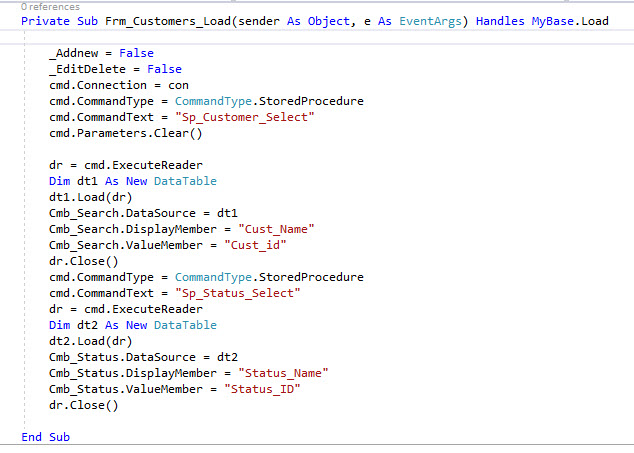 0 references
Private Sub Frm_Customers_Load(sender As Object, e As EventArgs) Handles MyBase.Load
_Addnew = False
_EditDelete = False
cmd.Connection = con
cmd.CommandType = CommandType.StoredProcedure
cmd.CommandText = "Sp_Customer_Select"
cmd.Parameters.Clear()
dr = cmd.ExecuteReader
Dim dt1 As New DataTable
dt1.Load(dr)
Cmb_Search.DataSource = dt1
Cmb_Search.DisplayMember = "Cust_Name"
Cmb_Search.ValueMember = "Cust_id"
dr.Close()
cmd.CommandType = CommandType.StoredProcedure
cmd.CommandText = "Sp_Status_Select"
dr = cmd.ExecuteReader
Dim dt2 As New DataTable
dt2.Load(dr)
Cmb_Status.DataSource = dt2
Cmb_Status.DisplayMember = "Status_Name"
Cmb_Status.ValueMember = "Status_ID"
dr.Close()
End Sub